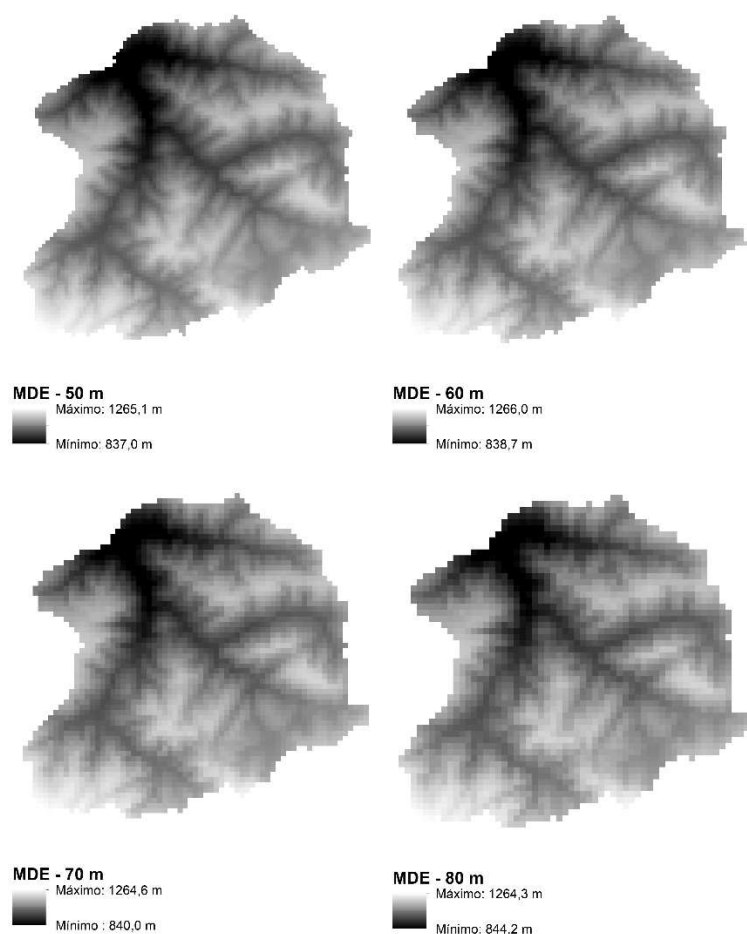 MDE - 50 m
Máximo: 1265,1 m
Mínimo: 837,0 m
MDE - 60 m
Máximo: 1266,0 m
Mínimo: 838,7 m
MDE - 70 m
Máximo: 1264,6 m
Mínimo : 840,0 m
MDE - 80 m
Máximo: 1264,3 m
Mínimo: 844.2 m